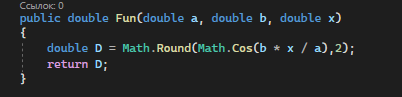 Ссылок: 0
public double Fun(double a, double b, double x)
{
    double D = Math.Round(Math.Cos(b * x / a),2);
    return D;
}